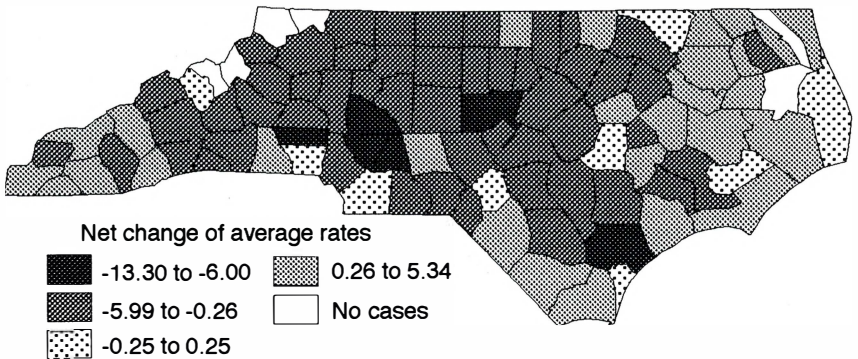 Net change of average rates
-13.30 to -6.00
0.26 to 5.34
-5.99 to -0.26
No cases
-0.25 to 0.25